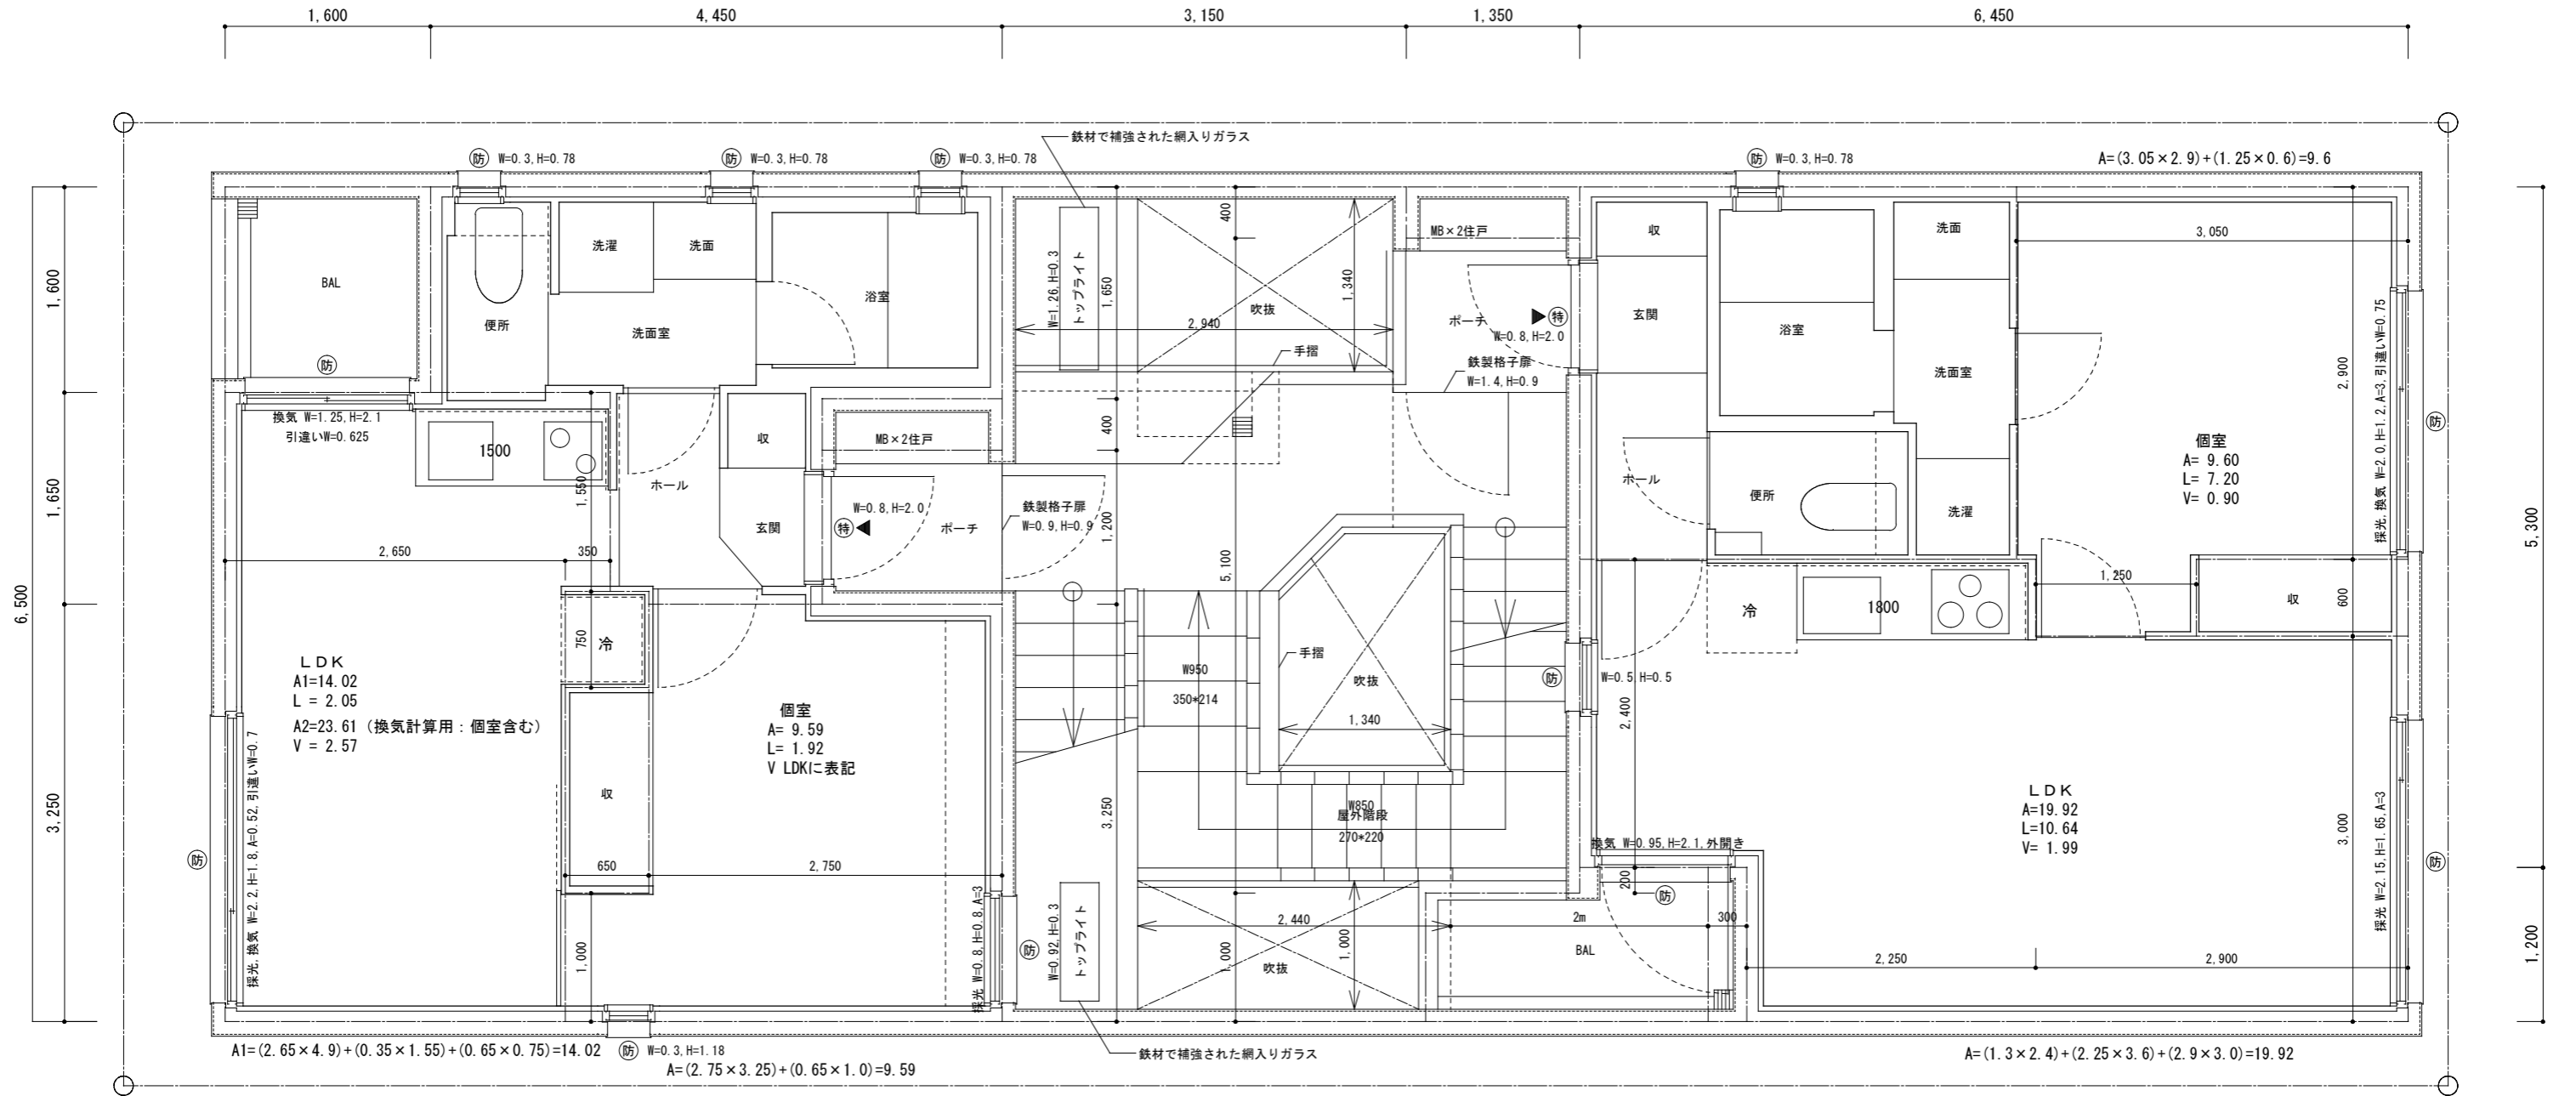 1,600
4,450
3,150
1,350
6,450
鉄材で補強された網入りガラス
防 W=0.3,H=0.78
防 W=0.3,H=0.78
防 W=0.3,H=0.78
防 W=0.3,H=0.78
A=(3.05×2.9)+(1.25×0.6)=9.6
6,500
1,600
1,650
3,250
BAL
防
便所
洗濯
洗面
洗面室
浴室
換気 W=1.25,H=2.1
引違いW=0.625
1500
1,550
ホール
収
MB×2住戸
玄関
W=0.8,H=2.0
特
ポーチ
鉄製格子扉
W=0.9,H=0.9
2,650
350
750
冷
LDK
A1=14.02
L = 2.05
A2=23.61（換気計算用：個室含む）
V = 2.57
採光,換気 W=2.2,H=1.8,A=0.52,引違いW=0.7
防
収
個室
A= 9.59
L= 1.92
V LDKに表記
650
2,750
1,000
採光 W=0.8,H=0.8,A=3
防
A1=(2.65×4.9)+(0.35×1.55)+(0.65×0.75)=14.02
防 W=0.3,H=1.18
A=(2.75×3.25)+(0.65×1.0)=9.59
W=1.26,H=0.3
トップライト
1,650
400
400
1,200
5,100
3,250
1,000
2,940
1,340
吹抜
手摺
MB×2住戸
ポーチ
特
W=0.8,H=2.0
鉄製格子扉
W=1.4,H=0.9
手摺
吹抜
1,340
W950
350*214
W850
屋外階段
270*220
W=0.92,H=0.3
トップライト
2,440
1,000
吹抜
鉄材で補強された網入りガラス
2m
300
BAL
防
200
換気 W=0.95,H=2.1,外開き
防
W=0.5,H=0.5
2,400
収
玄関
浴室
洗面
洗面室
ホール
便所
洗濯
3,050
2,900
個室
A= 9.60
L= 7.20
V= 0.90
採光,換気 W=2.0,H=1.2,A=3,引違いW=0.75
防
冷
1800
1,250
収
600
LDK
A=19.92
L=10.64
V= 1.99
3,000
採光 W=2.15,H=1.65,A=3
防
2,250
2,900
5,300
1,200
A=(1.3×2.4)+(2.25×3.6)+(2.9×3.0)=19.92